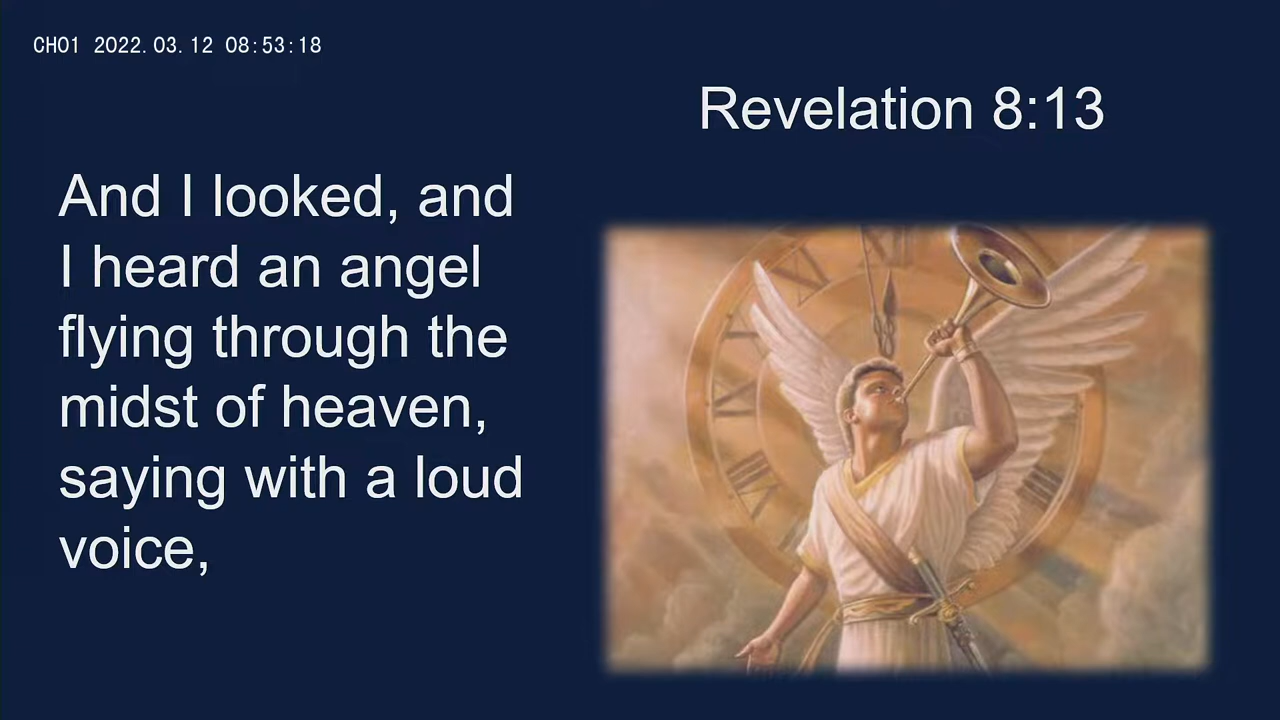 CH01 2022.03.12 08:53:18
Revelation 8:13
And I looked, and
I heard an angel
flying through the
midst of heaven,
saying with a loud
voice,